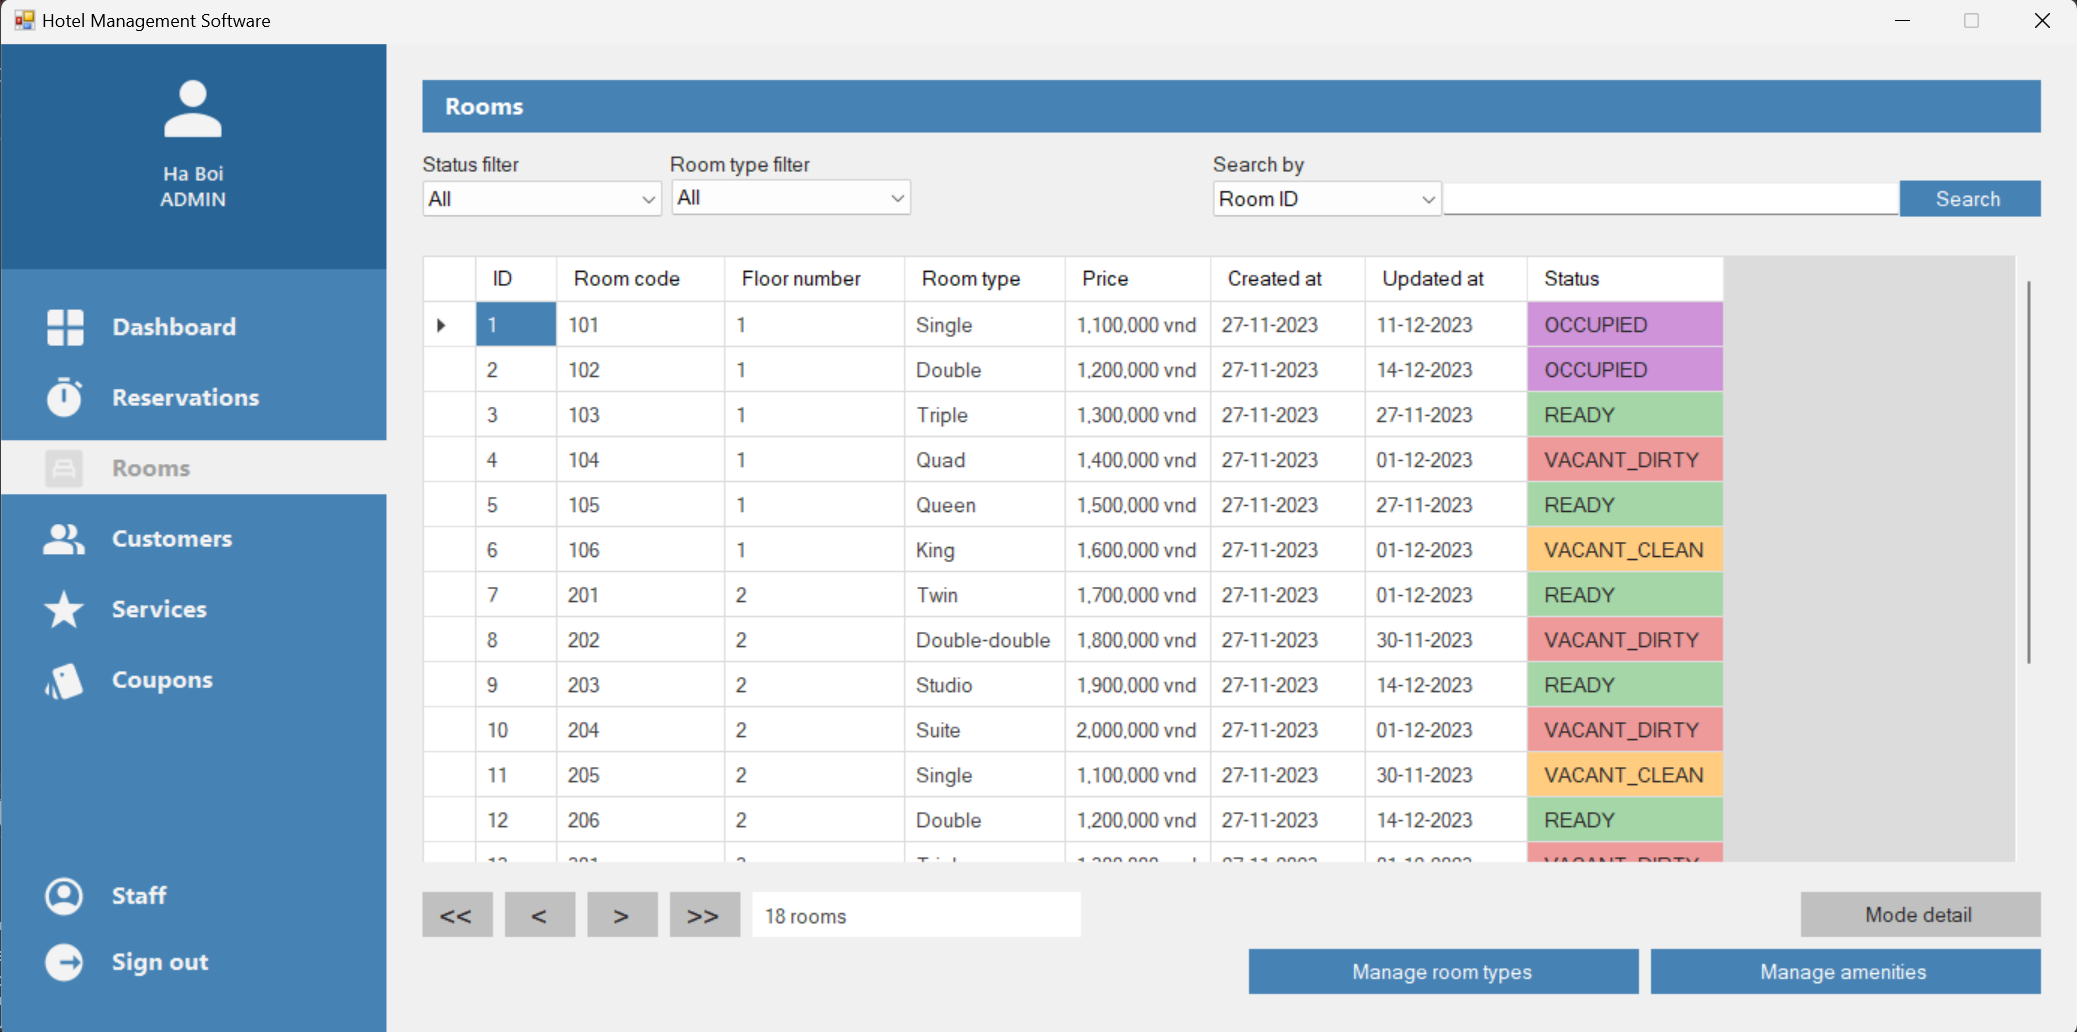 Hotel Management Software
Ha Boi
ADMIN
Dashboard
Reservations
Rooms
Customers
Services
Coupons
Staff
Sign out
Rooms
Status filter Room type filter Search by
All All Room ID Search
ID Room code Floor number Room type Price Created at Updated at Status
1 101 1 Single 1,100,000 vnd 27-11-2023 11-12-2023 OCCUPIED
2 102 1 Double 1,200,000 vnd 27-11-2023 14-12-2023 OCCUPIED
3 103 1 Triple 1,300,000 vnd 27-11-2023 27-11-2023 READY
4 104 1 Quad 1,400,000 vnd 27-11-2023 01-12-2023 VACANT_DIRTY
5 105 1 Queen 1,500,000 vnd 27-11-2023 27-11-2023 READY
6 106 1 King 1,600,000 vnd 27-11-2023 01-12-2023 VACANT_CLEAN
7 201 2 Twin 1,700,000 vnd 27-11-2023 01-12-2023 READY
8 202 2 Double-double 1,800,000 vnd 27-11-2023 30-11-2023 VACANT_DIRTY
9 203 2 Studio 1,900,000 vnd 27-11-2023 14-12-2023 READY
10 204 2 Suite 2,000,000 vnd 27-11-2023 01-12-2023 VACANT_DIRTY
11 205 2 Single 1,100,000 vnd 27-11-2023 30-11-2023 VACANT_CLEAN
12 206 2 Double 1,200,000 vnd 27-11-2023 14-12-2023 READY
<< < > >> 18 rooms Mode detail
Manage room types Manage amenities